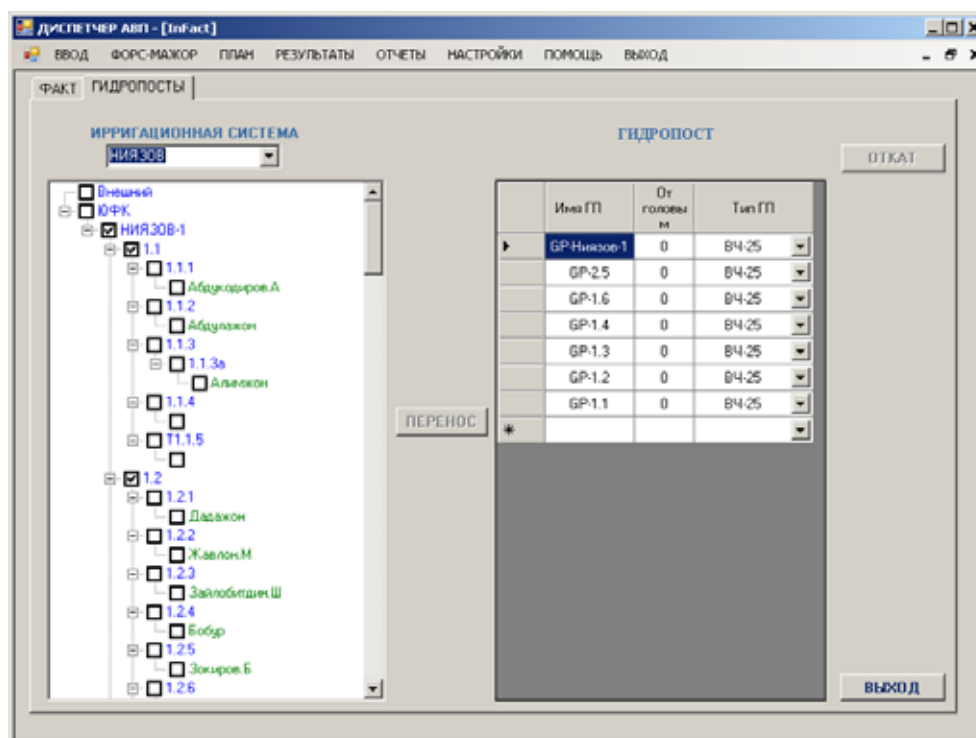 ДИСПЕТЧЕР АВП - [InFact]
ВВОД ФОРС-МАЖОР ПЛАН РЕЗУЛЬТАТЫ ОТЧЕТЫ НАСТРОЙКИ ПОМОЩЬ ВЫХОД
ФАКТ ГИДРОПОСТЫ
ИРРИГАЦИОННАЯ СИСТЕМА
НИЯЗОВ
Внешний
ЮФК
НИЯЗОВ-1
1.1
1.1.1
Абдукодиров.А
1.1.2
Абдулажон
1.1.3
1.1.3а
Алимжон
1.1.4
Т1.1.5
1.2
1.2.1
Дадажон
1.2.2
Жавлон.М
1.2.3
Зайлобитдин.Ш
1.2.4
Бобур
1.2.5
Зокиров.Б
1.2.6
ПЕРЕНОС
ГИДРОПОСТ
Имя ГП От головы м Тип ГП
GP-Ниязов-1 0 ВЧ-25
GP-2.5 0 ВЧ-25
GP-1.6 0 ВЧ-25
GP-1.4 0 ВЧ-25
GP-1.3 0 ВЧ-25
GP-1.2 0 ВЧ-25
GP-1.1 0 ВЧ-25
ОТКАТ
ВЫХОД